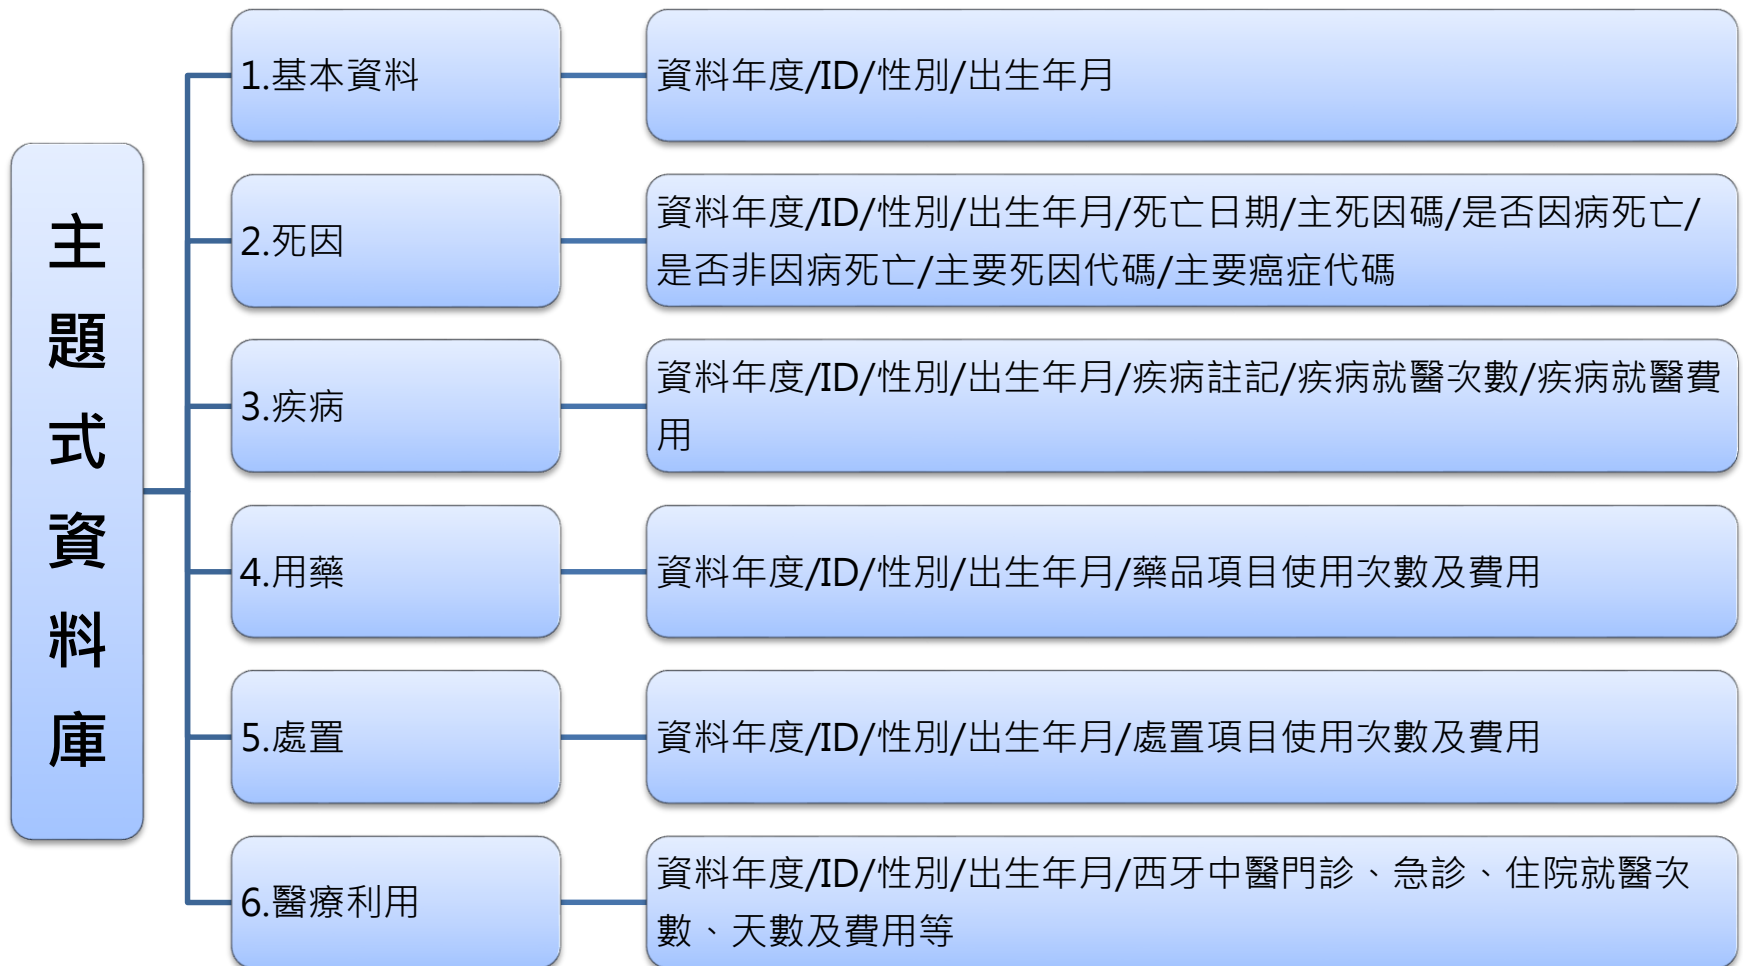 主題式資料庫
1.基本資料
資料年度/ID/性別/出生年月
2.死因
資料年度/ID/性別/出生年月/死亡日期/主死因碼/是否因病死亡/
是否非因病死亡/主要死因代碼/主要癌症代碼
3.疾病
資料年度/ID/性別/出生年月/疾病註記/疾病就醫次數/疾病就醫費
用
4.用藥
資料年度/ID/性別/出生年月/藥品項目使用次數及費用
5.處置
資料年度/ID/性別/出生年月/處置項目使用次數及費用
6.醫療利用
資料年度/ID/性別/出生年月/西牙中醫門診、急診、住院就醫次
數、天數及費用等